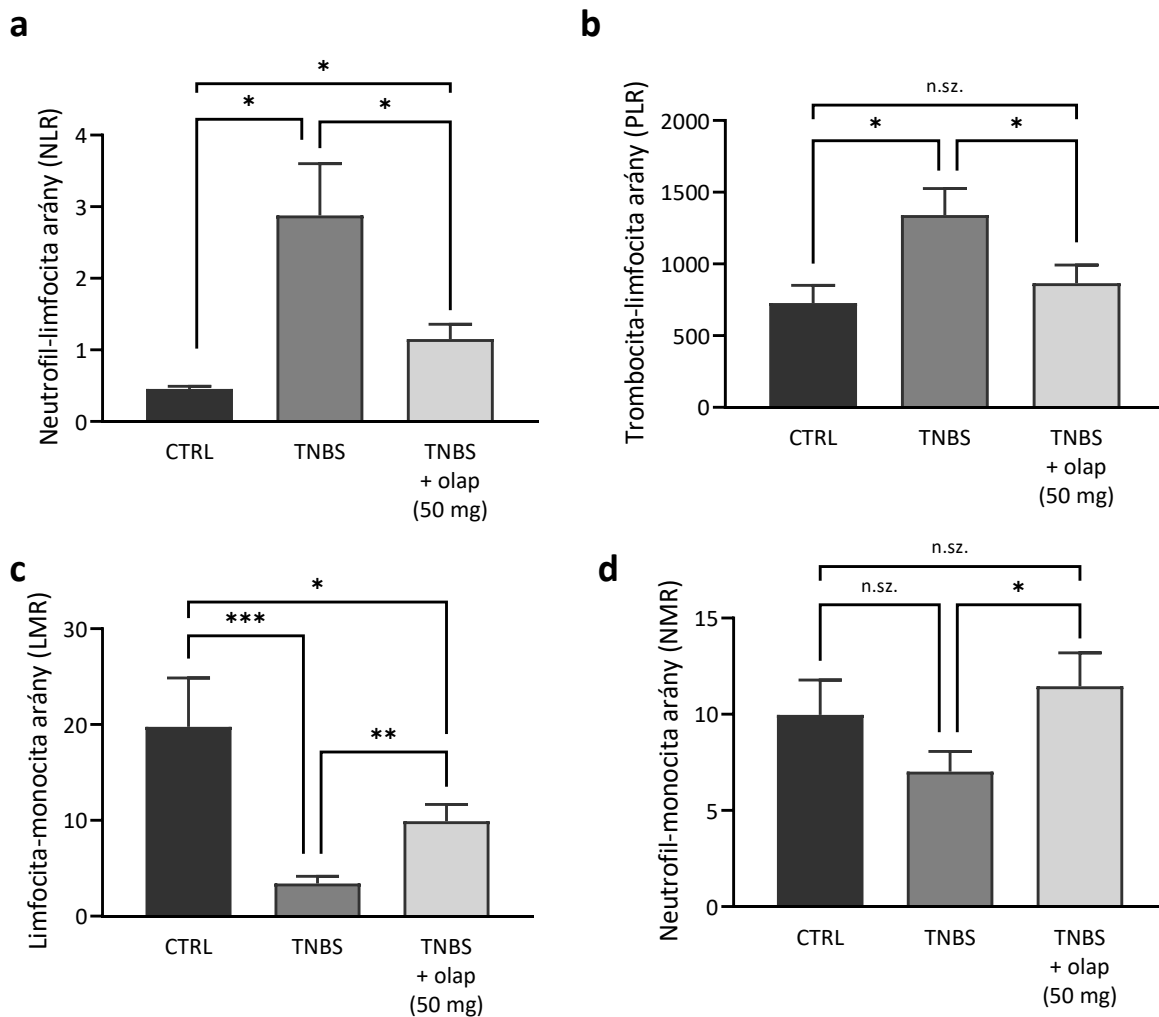 a
*
*
*
Neutrofil-limfocita arány (NLR)
4
3
2
1
0
CTRL
TNBS
TNBS
+ olap
(50 mg)
b
n.sz.
*
*
Trombocita-limfocita arány (PLR)
2000
1500
1000
500
0
CTRL
TNBS
TNBS
+ olap
(50 mg)
c
*
***
**
Limfocita-monocita arány (LMR)
30
20
10
0
CTRL
TNBS
TNBS
+ olap
(50 mg)
d
n.sz.
n.sz.
*
Neutrofil-monocita arány (NMR)
15
10
5
0
CTRL
TNBS
TNBS
+ olap
(50 mg)